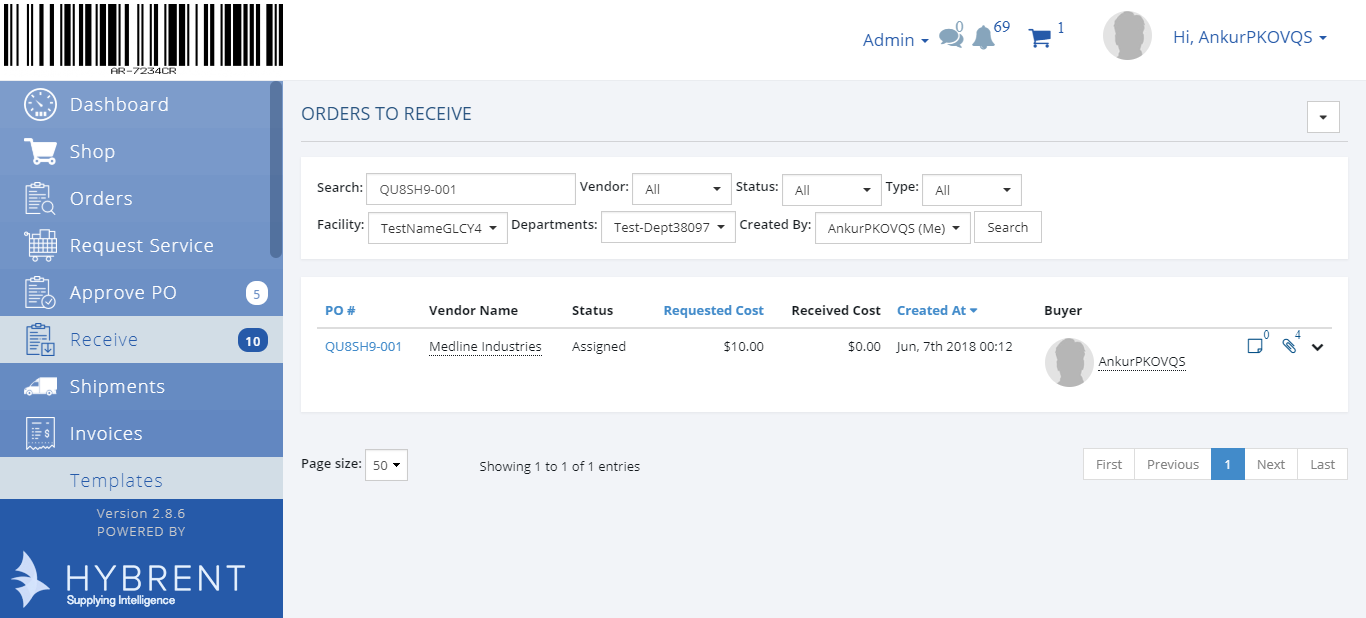 AR-7234CR
Admin 0 69 1 Hi, AnkurPKOVQS
Dashboard
Shop
Orders
Request Service
Approve PO 5
Receive 10
Shipments
Invoices
Templates
Version 2.8.6
POWERED BY
HYBRENT
Supplying Intelligence
ORDERS TO RECEIVE
Search: QU8SH9-001 Vendor: All Status: All Type: All
Facility: TestNameGLCY4 Departments: Test-Dept38097 Created By: AnkurPKOVQS (Me) Search
PO # Vendor Name Status Requested Cost Received Cost Created At Buyer
QU8SH9-001 Medline Industries Assigned $10.00 $0.00 Jun, 7th 2018 00:12 AnkurPKOVQS 0 4
Page size: 50 Showing 1 to 1 of 1 entries First Previous 1 Next Last